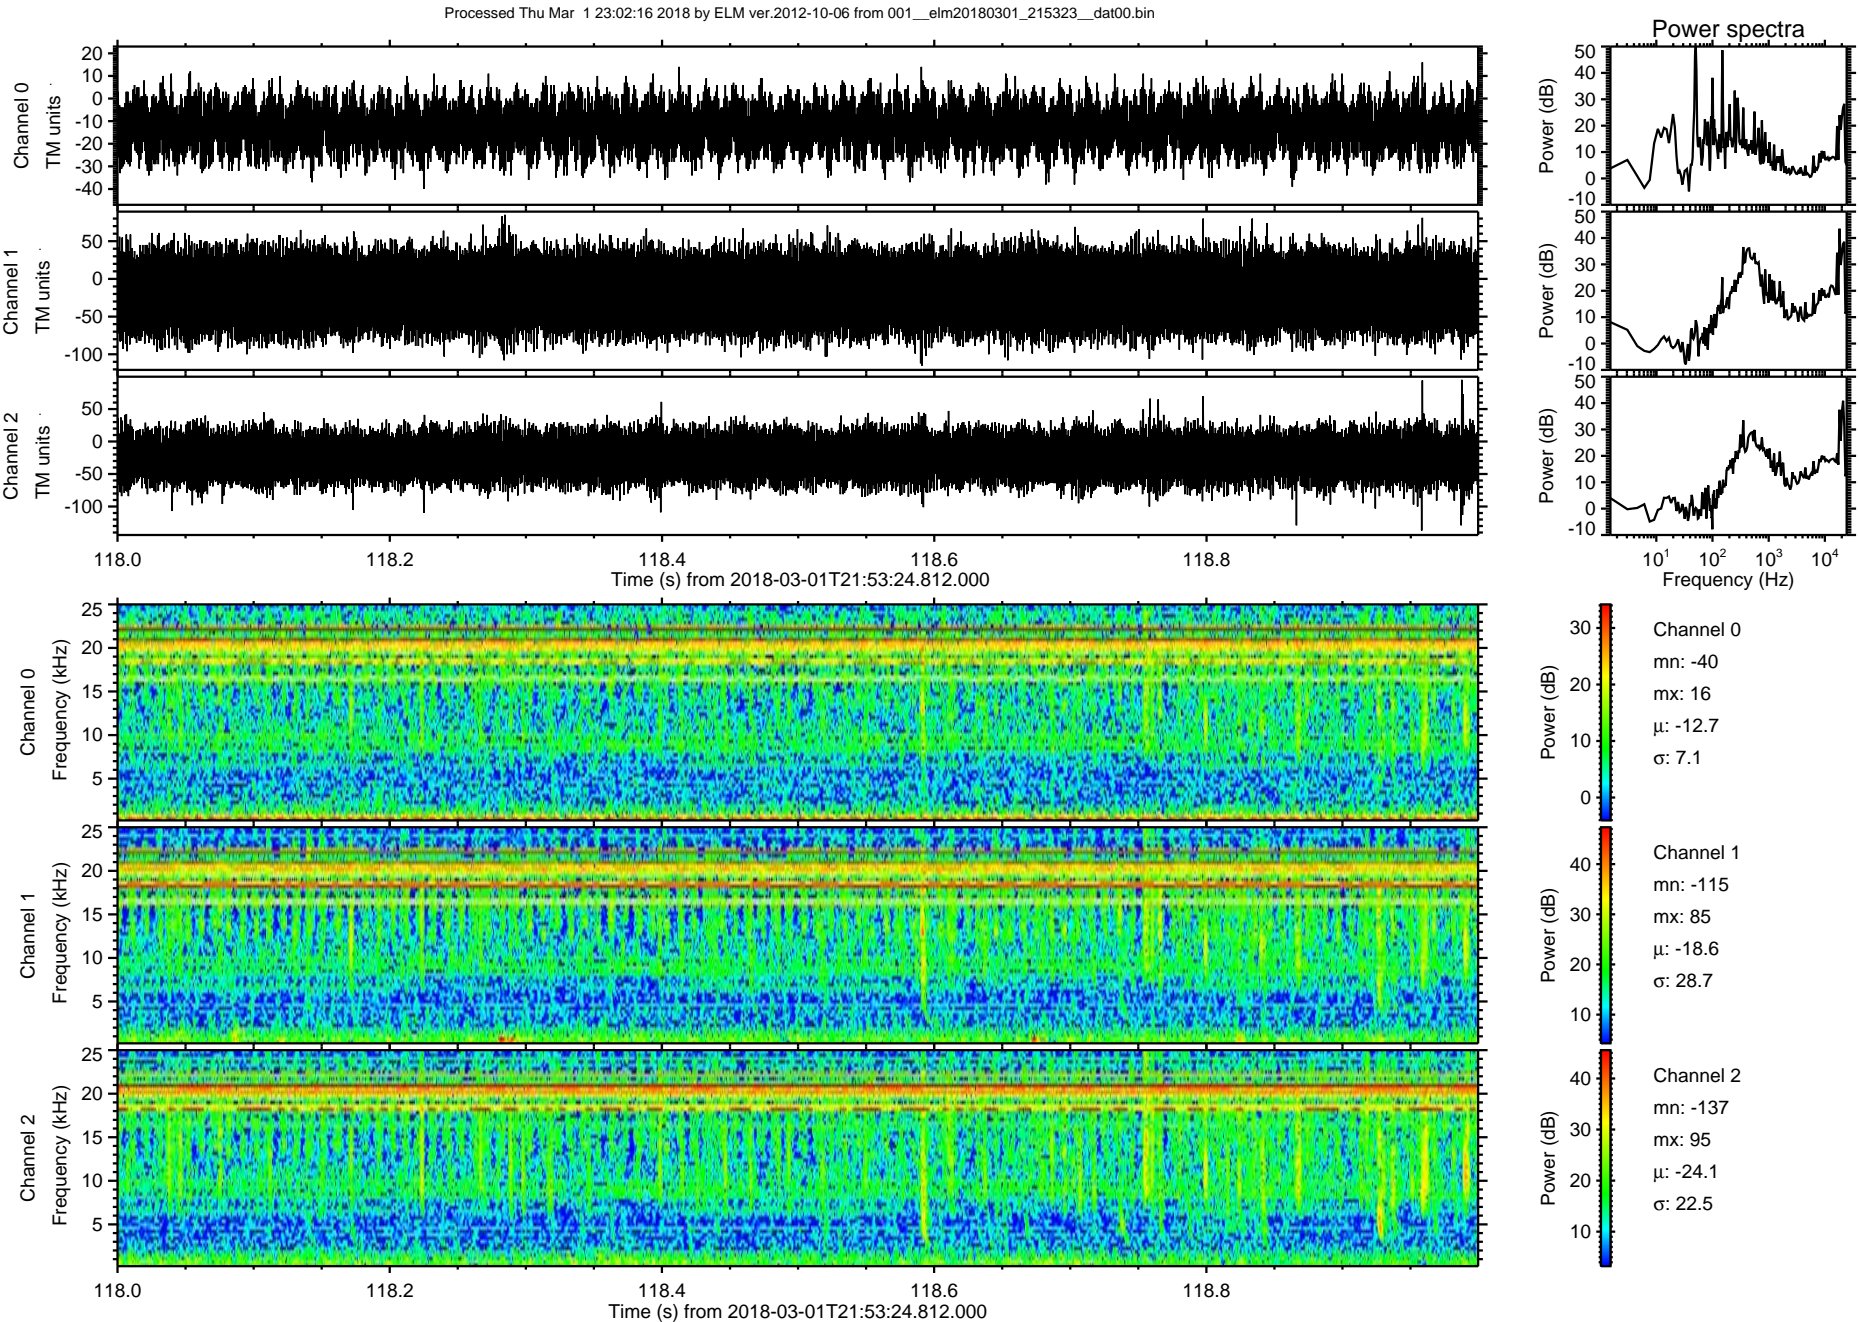 Processed Thu Mar  1 23:02:16 2018 by ELM ver.2012-10-06 from 001__elm20180301_215323__dat00.bin
Power spectra
Channel 0
TM units
20
10
0
-10
-20
-30
-40
Power (dB)
50
40
30
20
10
0
-10
Channel 1
TM units
50
0
-50
-100
Power (dB)
50
40
30
20
10
0
-10
Channel 2
TM units
50
0
-50
-100
Power (dB)
50
40
30
20
10
0
-10
118.0 118.2 118.4 118.6 118.8
Time (s) from 2018-03-01T21:53:24.812.000
10^1 10^2 10^3 10^4
Frequency (Hz)
Channel 0
Frequency (kHz)
25
20
15
10
5
Power (dB)
30
20
10
0
Channel 0
mn: -40
mx: 16
μ: -12.7
σ: 7.1
Channel 1
Frequency (kHz)
25
20
15
10
5
Power (dB)
40
30
20
10
Channel 1
mn: -115
mx: 85
μ: -18.6
σ: 28.7
Channel 2
Frequency (kHz)
25
20
15
10
5
Power (dB)
40
30
20
10
Channel 2
mn: -137
mx: 95
μ: -24.1
σ: 22.5
118.0 118.2 118.4 118.6 118.8
Time (s) from 2018-03-01T21:53:24.812.000